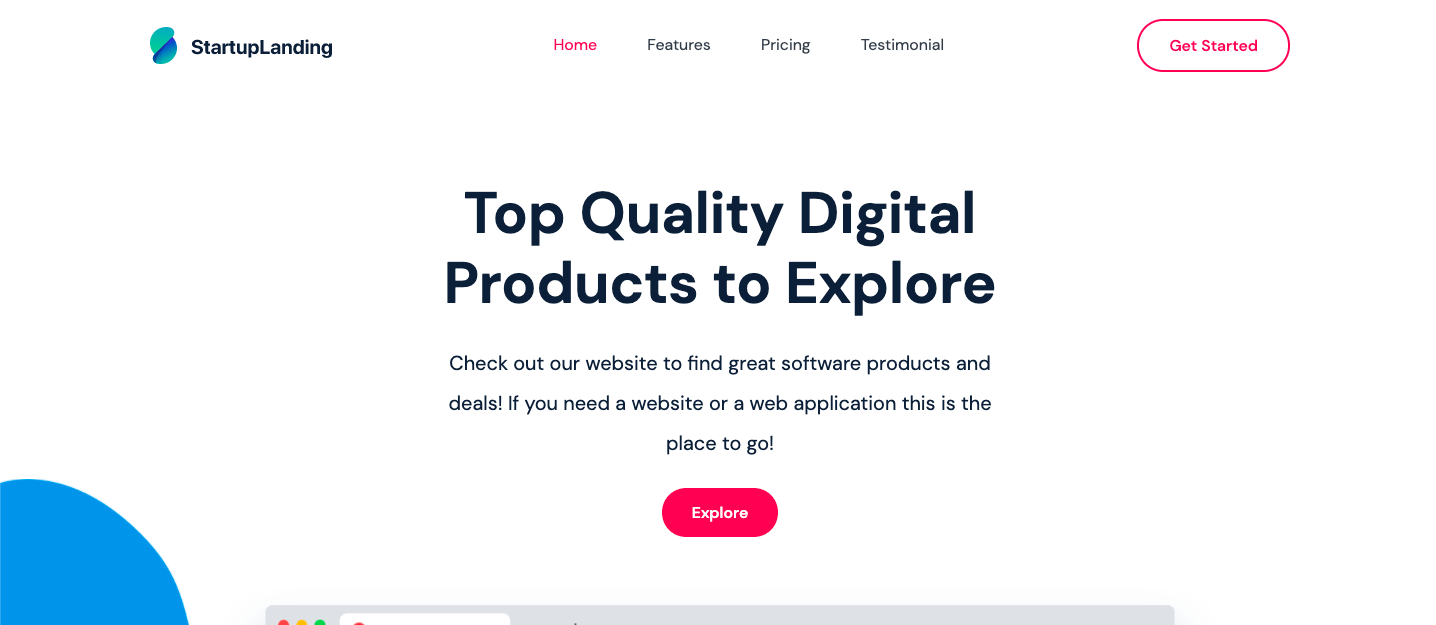 StartupLanding
Home
Features
Pricing
Testimonial
Get Started
Top Quality Digital
Products to Explore
Check out our website to find great software products and
deals! If you need a website or a web application this is the
place to go!
Explore